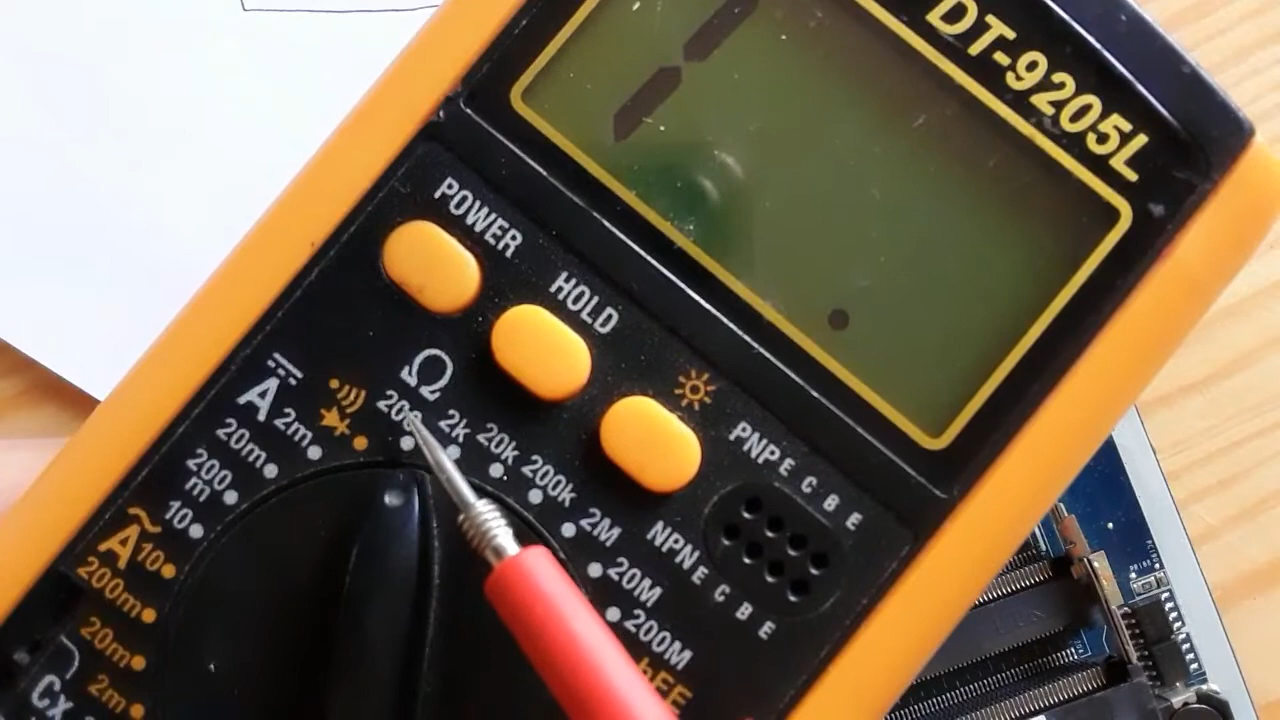 DT-9205L
1
POWER
HOLD
PNP E C B E
NPN E C B E
Ω
200
2k
20k
200k
2M
20M
200M
hFE
A
2m
20m
200
m
10
A
10
200m
20m
2m
Cx